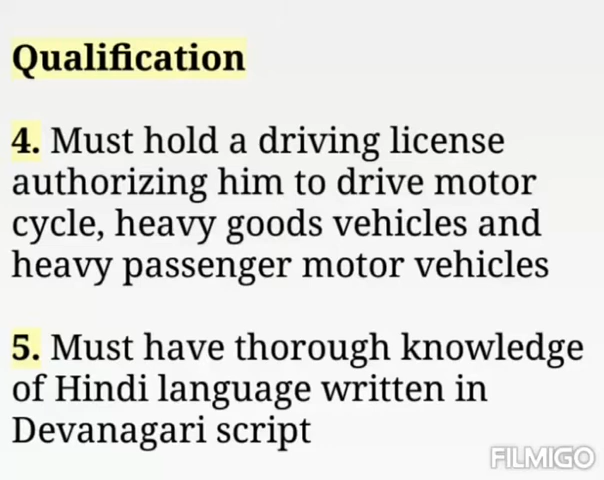 Qualification
4. Must hold a driving license
authorizing him to drive motor
cycle, heavy goods vehicles and
heavy passenger motor vehicles
5. Must have thorough knowledge
of Hindi language written in
Devanagari script
FILMIGO